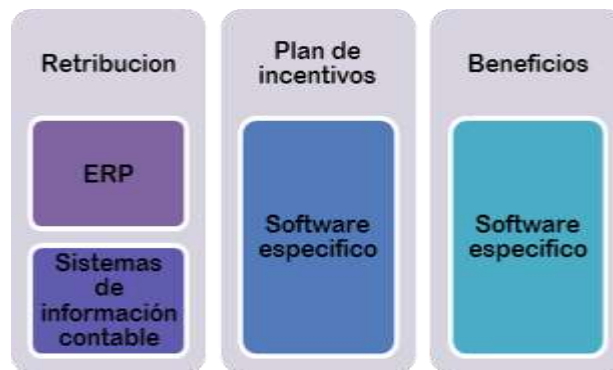 Retribucion
ERP
Sistemas
de
información
contable
Plan de
incentivos
Software
especifico
Beneficios
Software
especifico